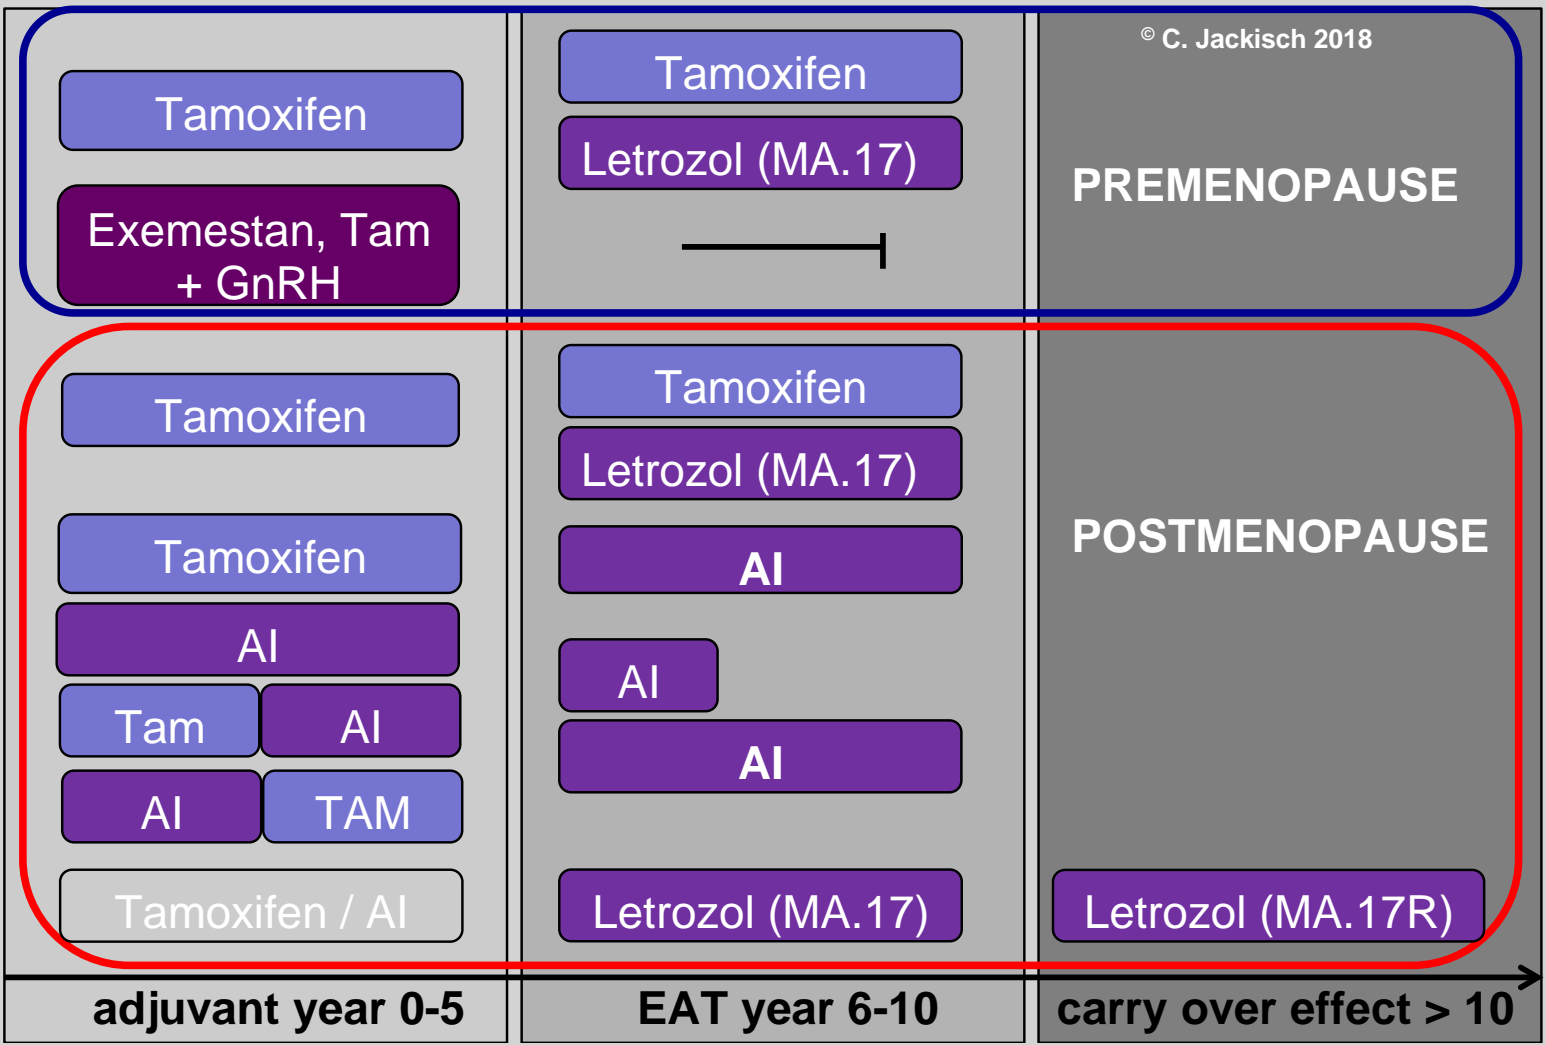 © C. Jackisch 2018
Tamoxifen
Exemestan, Tam
+ GnRH
Tamoxifen
Letrozol (MA.17)
PREMENOPAUSE
Tamoxifen
Tamoxifen
AI
Tam AI
AI TAM
Tamoxifen / AI
Tamoxifen
Letrozol (MA.17)
AI
AI
AI
Letrozol (MA.17)
POSTMENOPAUSE
Letrozol (MA.17R)
adjuvant year 0-5
EAT year 6-10
carry over effect > 10